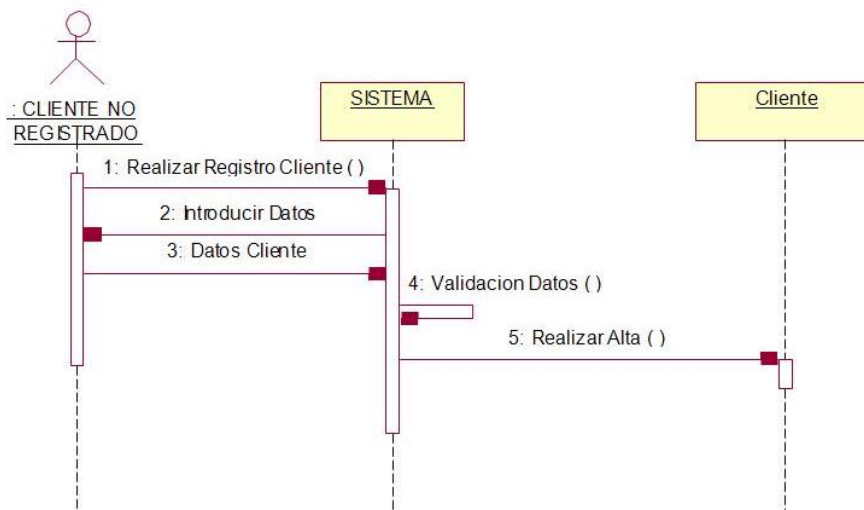 : CLIENTE NO
REGISTRADO
SISTEMA
Cliente
1: Realizar Registro Cliente ( )
2: Introducir Datos
3: Datos Cliente
4: Validacion Datos ( )
5: Realizar Alta ( )